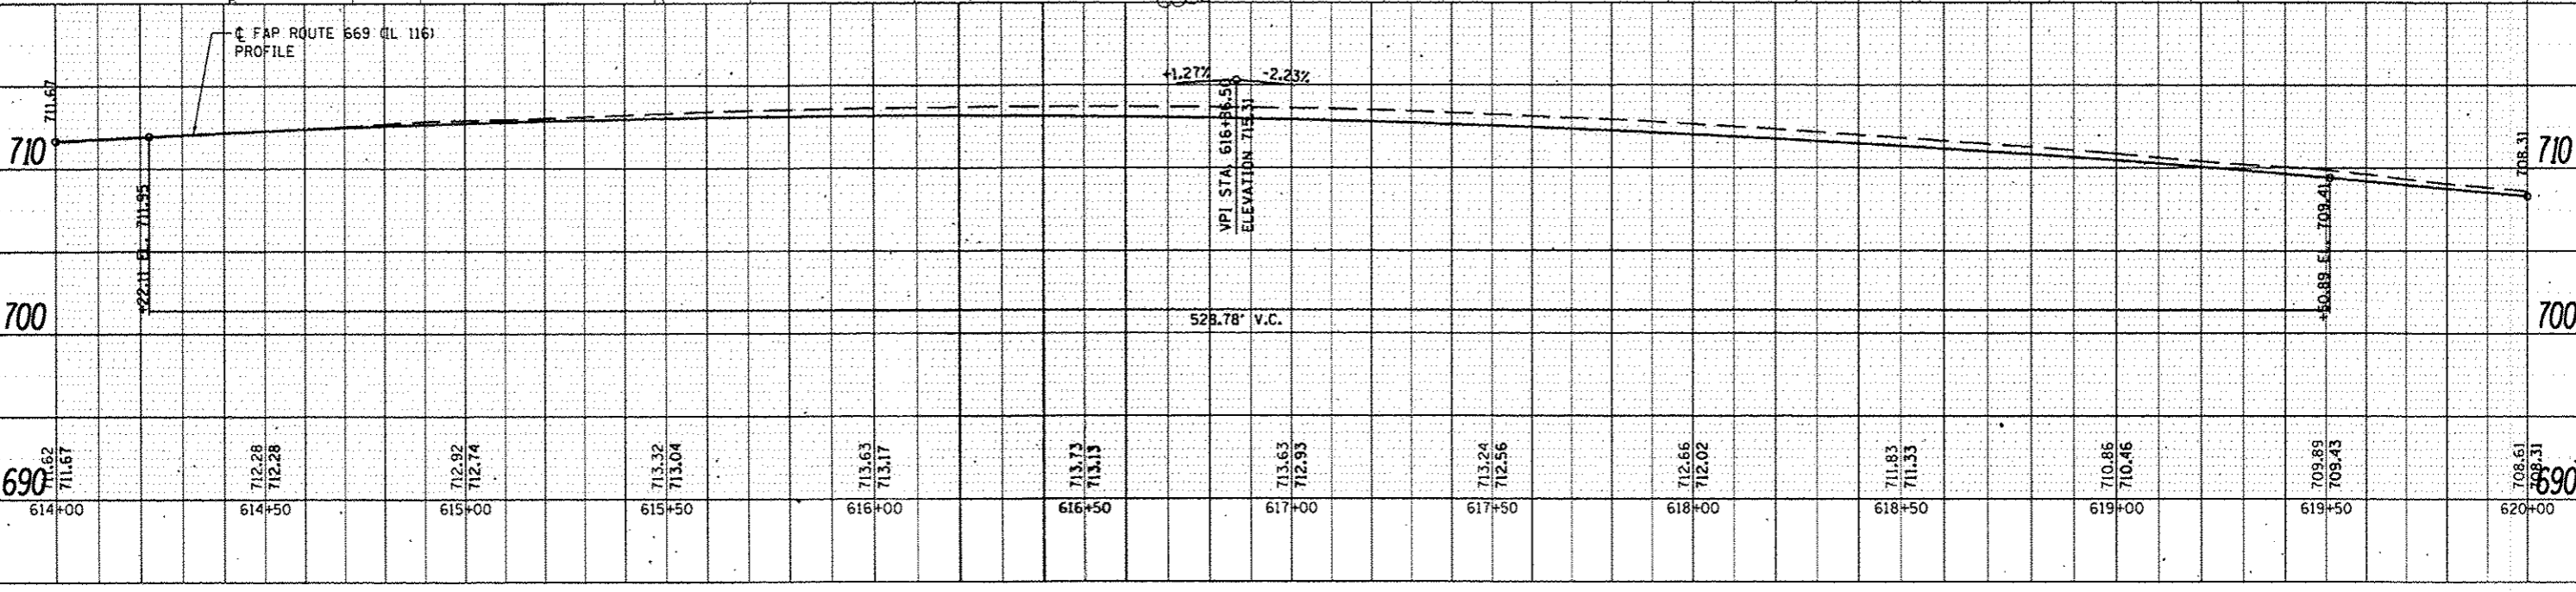 ℄ FAP ROUTE 669 (IL 116)
PROFILE
711.67
+1.27% -2.23%
VPI STA. 616+86.50
ELEVATION 715.31
710
710
708.31
+22.11 EL. 711.95
+50.89 EL. 709.41
700
528.78' V.C.
700
690
711.62 712.28 712.92 713.32 713.63 713.73 713.63 713.24 712.66 711.83 710.86 709.89 708.61
711.67 712.28 712.74 713.04 713.17 713.13 712.93 712.56 712.02 711.33 710.46 709.43 708.31
690
614+00 614+50 615+00 615+50 616+00 616+50 617+00 617+50 618+00 618+50 619+00 619+50 620+00